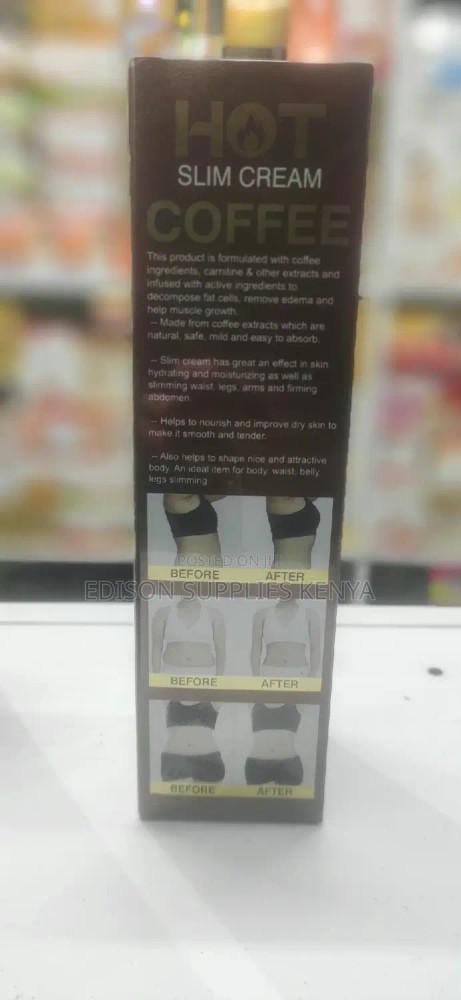 HOT
SLIM CREAM
COFFEE
This product is formulated with coffee
ingredients, carnitine & other extracts and
infused with active ingredients to
decompose fat cells, remove edema and
help muscle growth.
-- Made from coffee extracts which are
natural, safe, mild and easy to absorb.
-- Slim cream has great an effect in skin
hydrating and moisturizing as well as
slimming waist, legs, arms and firming
abdomen.
-- Helps to nourish and improve dry skin to
make it smooth and tender.
-- Also helps to shape nice and attractive
body. An ideal item for body, waist, belly,
legs slimming
POSTED ON
BEFORE AFTER
EDISON SUPPLIES KENYA
BEFORE AFTER
BEFORE AFTER